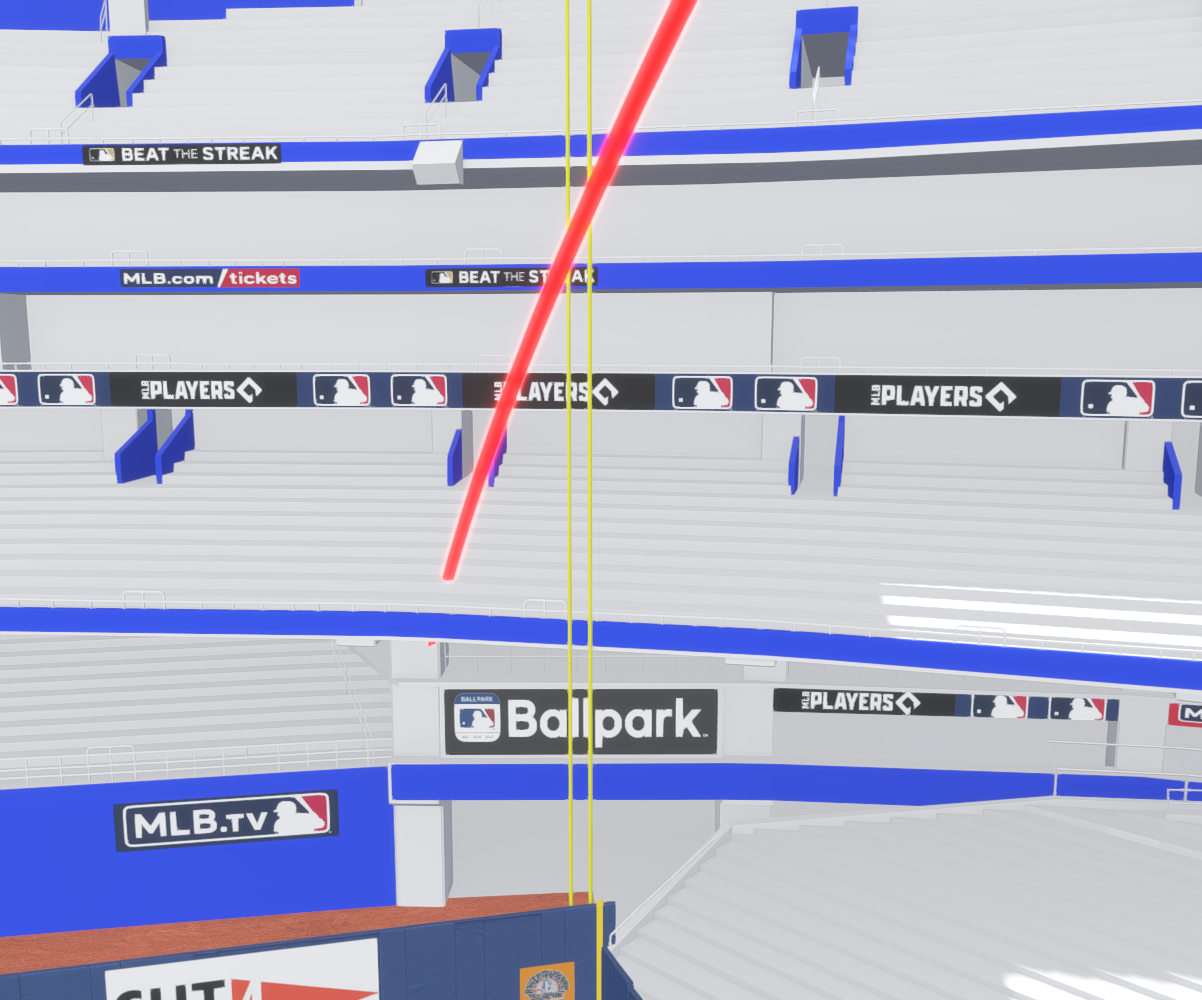 BEAT THE STREAK
MLB.com/tickets
BEAT THE STREAK
MLB PLAYERS
MLB PLAYERS
MLB PLAYERS
BALLPARK
Ballpark
MLB PLAYERS
MLB.TV